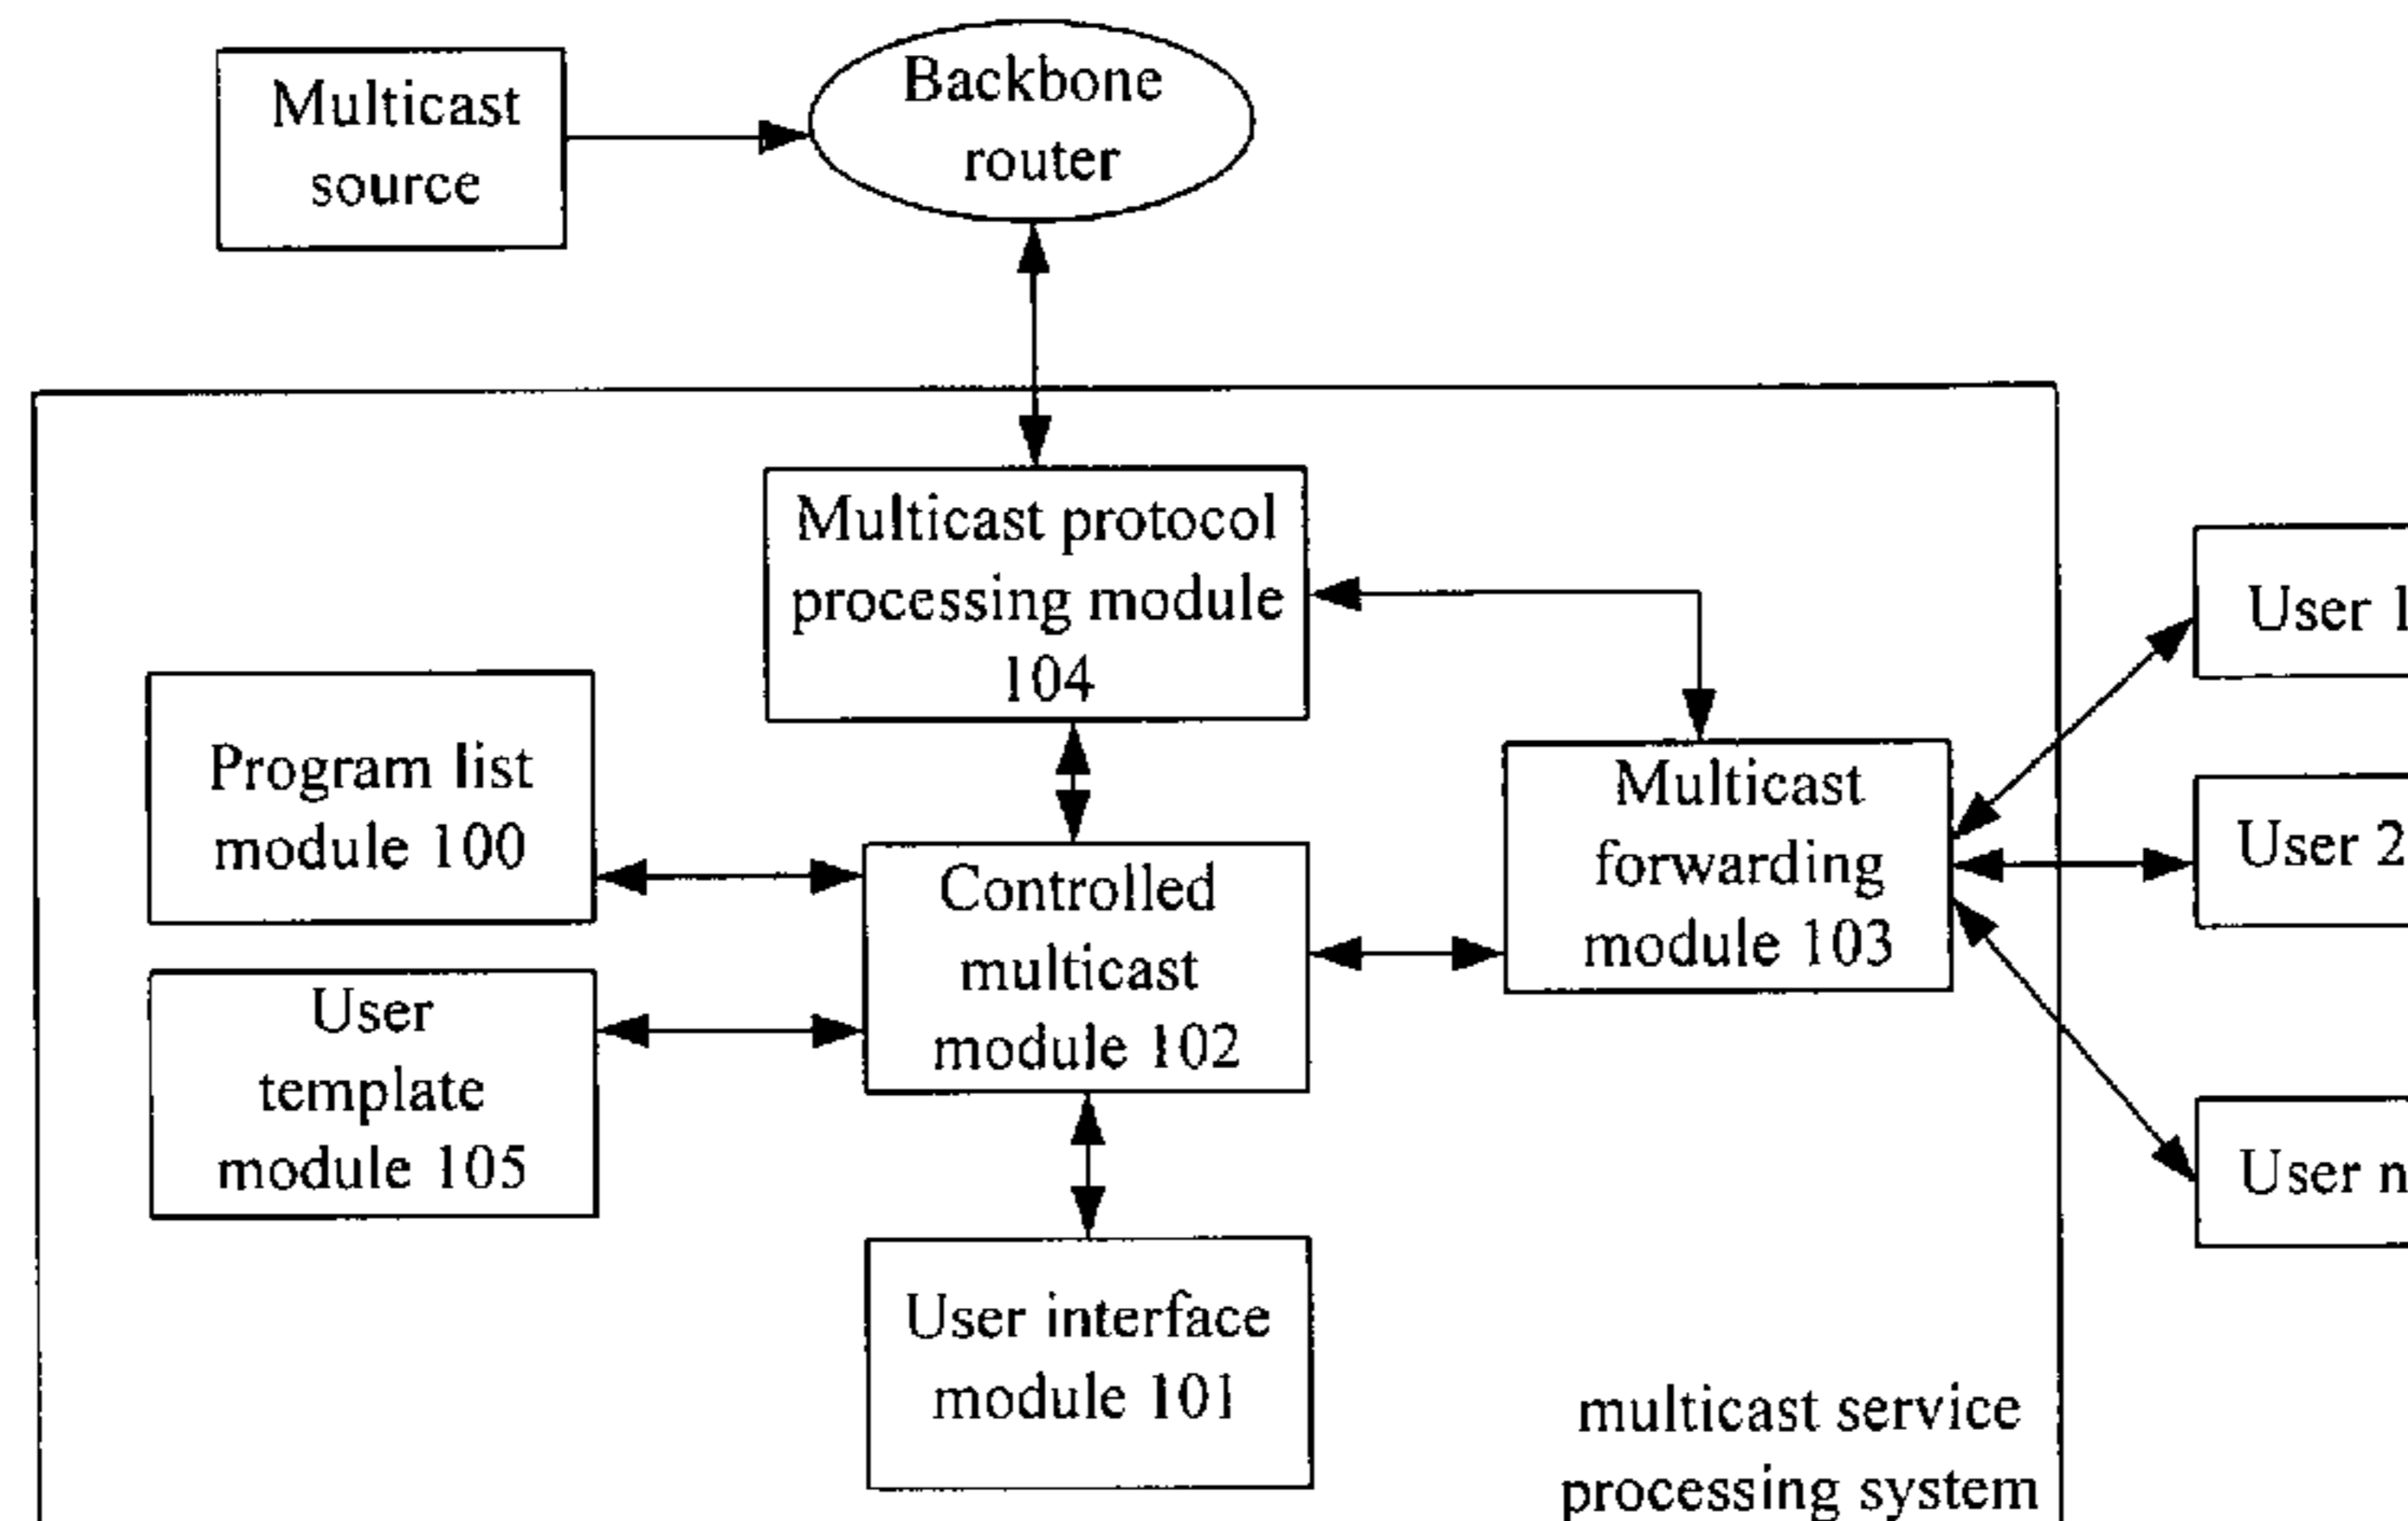 Multicast
source
Backbone
router
Multicast protocol
processing module
104
Program list
module 100
User
template
module 105
Controlled
multicast
module 102
Multicast
forwarding
module 103
User interface
module 101
User 1
User 2
User n
multicast service
processing system